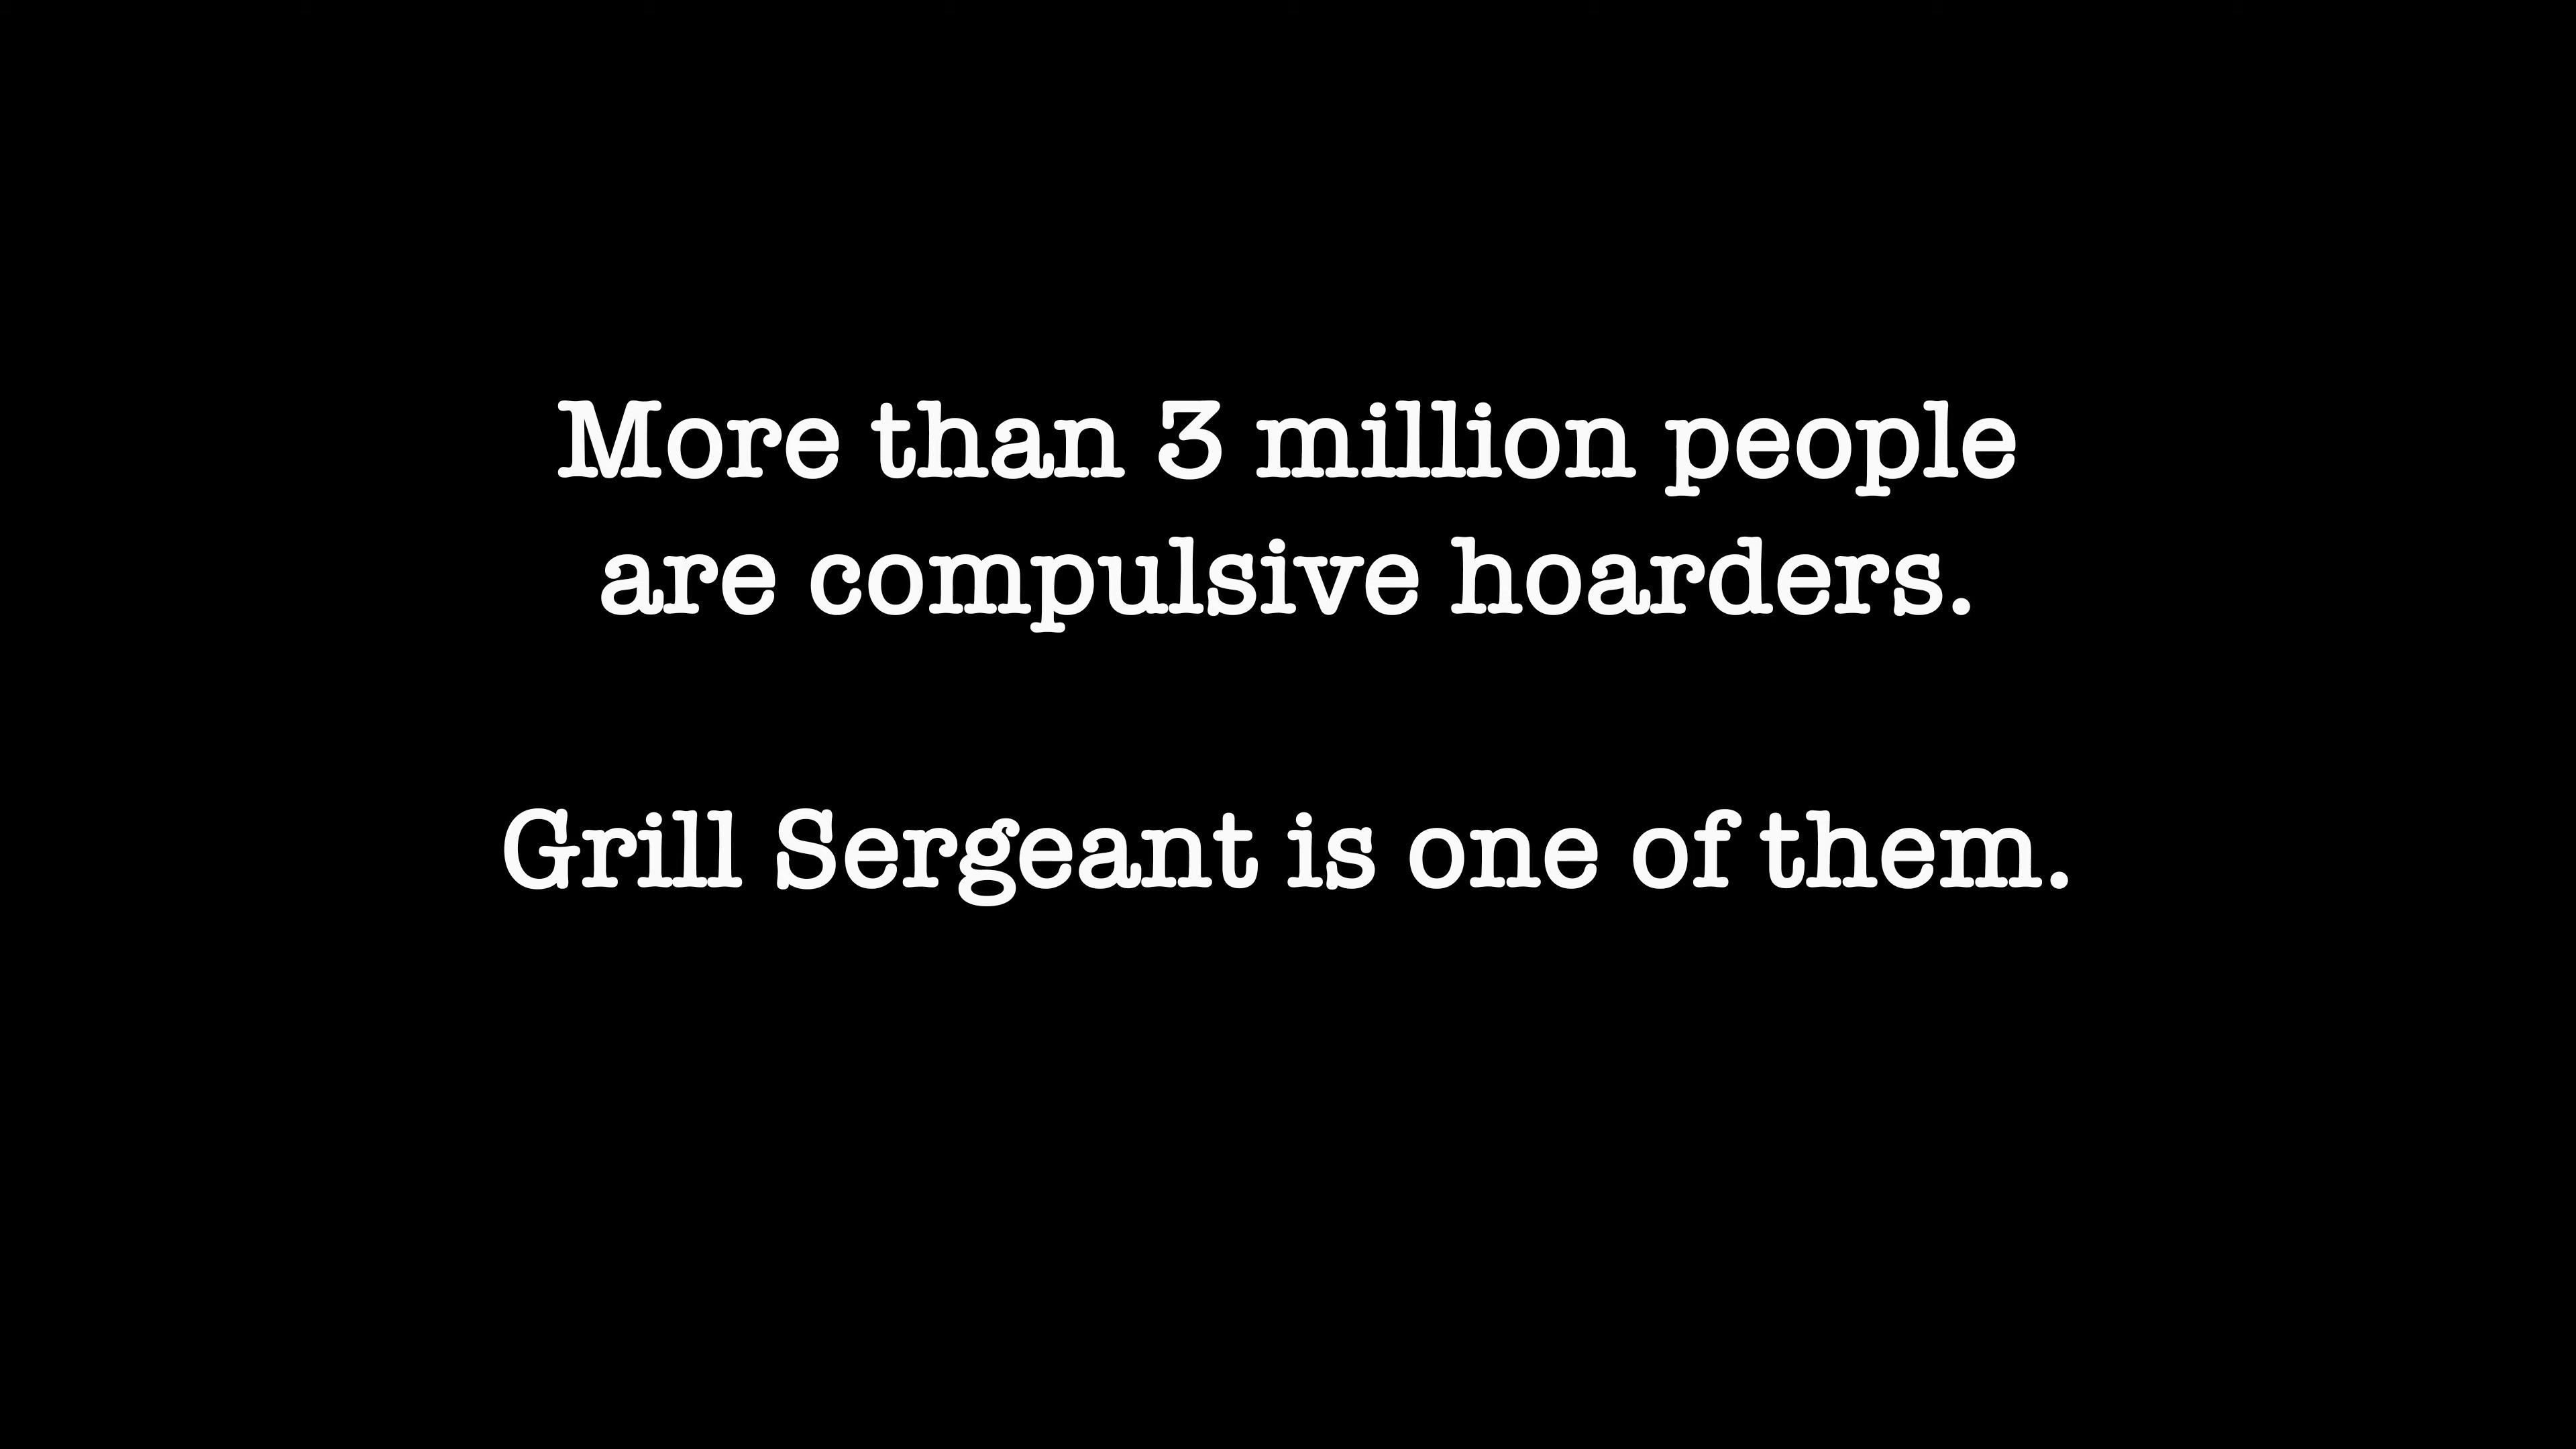 More than 3 million people
are compulsive hoarders.
Grill Sergeant is one of them.